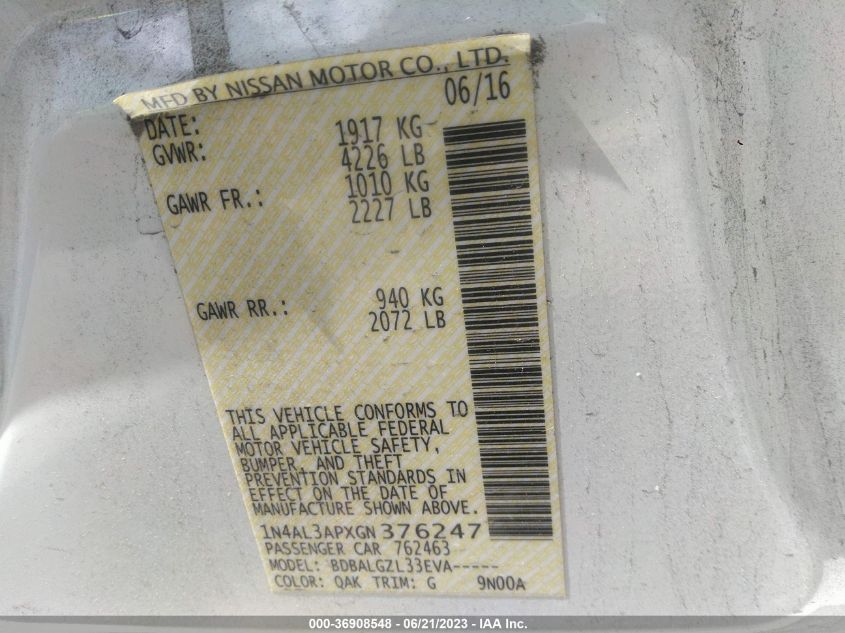 MFD BY NISSAN MOTOR CO., LTD.
DATE: 06/16
GVWR: 1917 KG
4226 LB
GAWR FR.: 1010 KG
2227 LB
GAWR RR.: 940 KG
2072 LB
THIS VEHICLE CONFORMS TO
ALL APPLICABLE FEDERAL
MOTOR VEHICLE SAFETY,
BUMPER, AND THEFT
PREVENTION STANDARDS IN
EFFECT ON THE DATE OF
MANUFACTURE SHOWN ABOVE.
1N4AL3APXGN376247
PASSENGER CAR 762463
MODEL: BDBALGZL33EVA-----
COLOR: QAK TRIM: G 9N00A
000-36908548 - 06/21/2023 - IAA Inc.